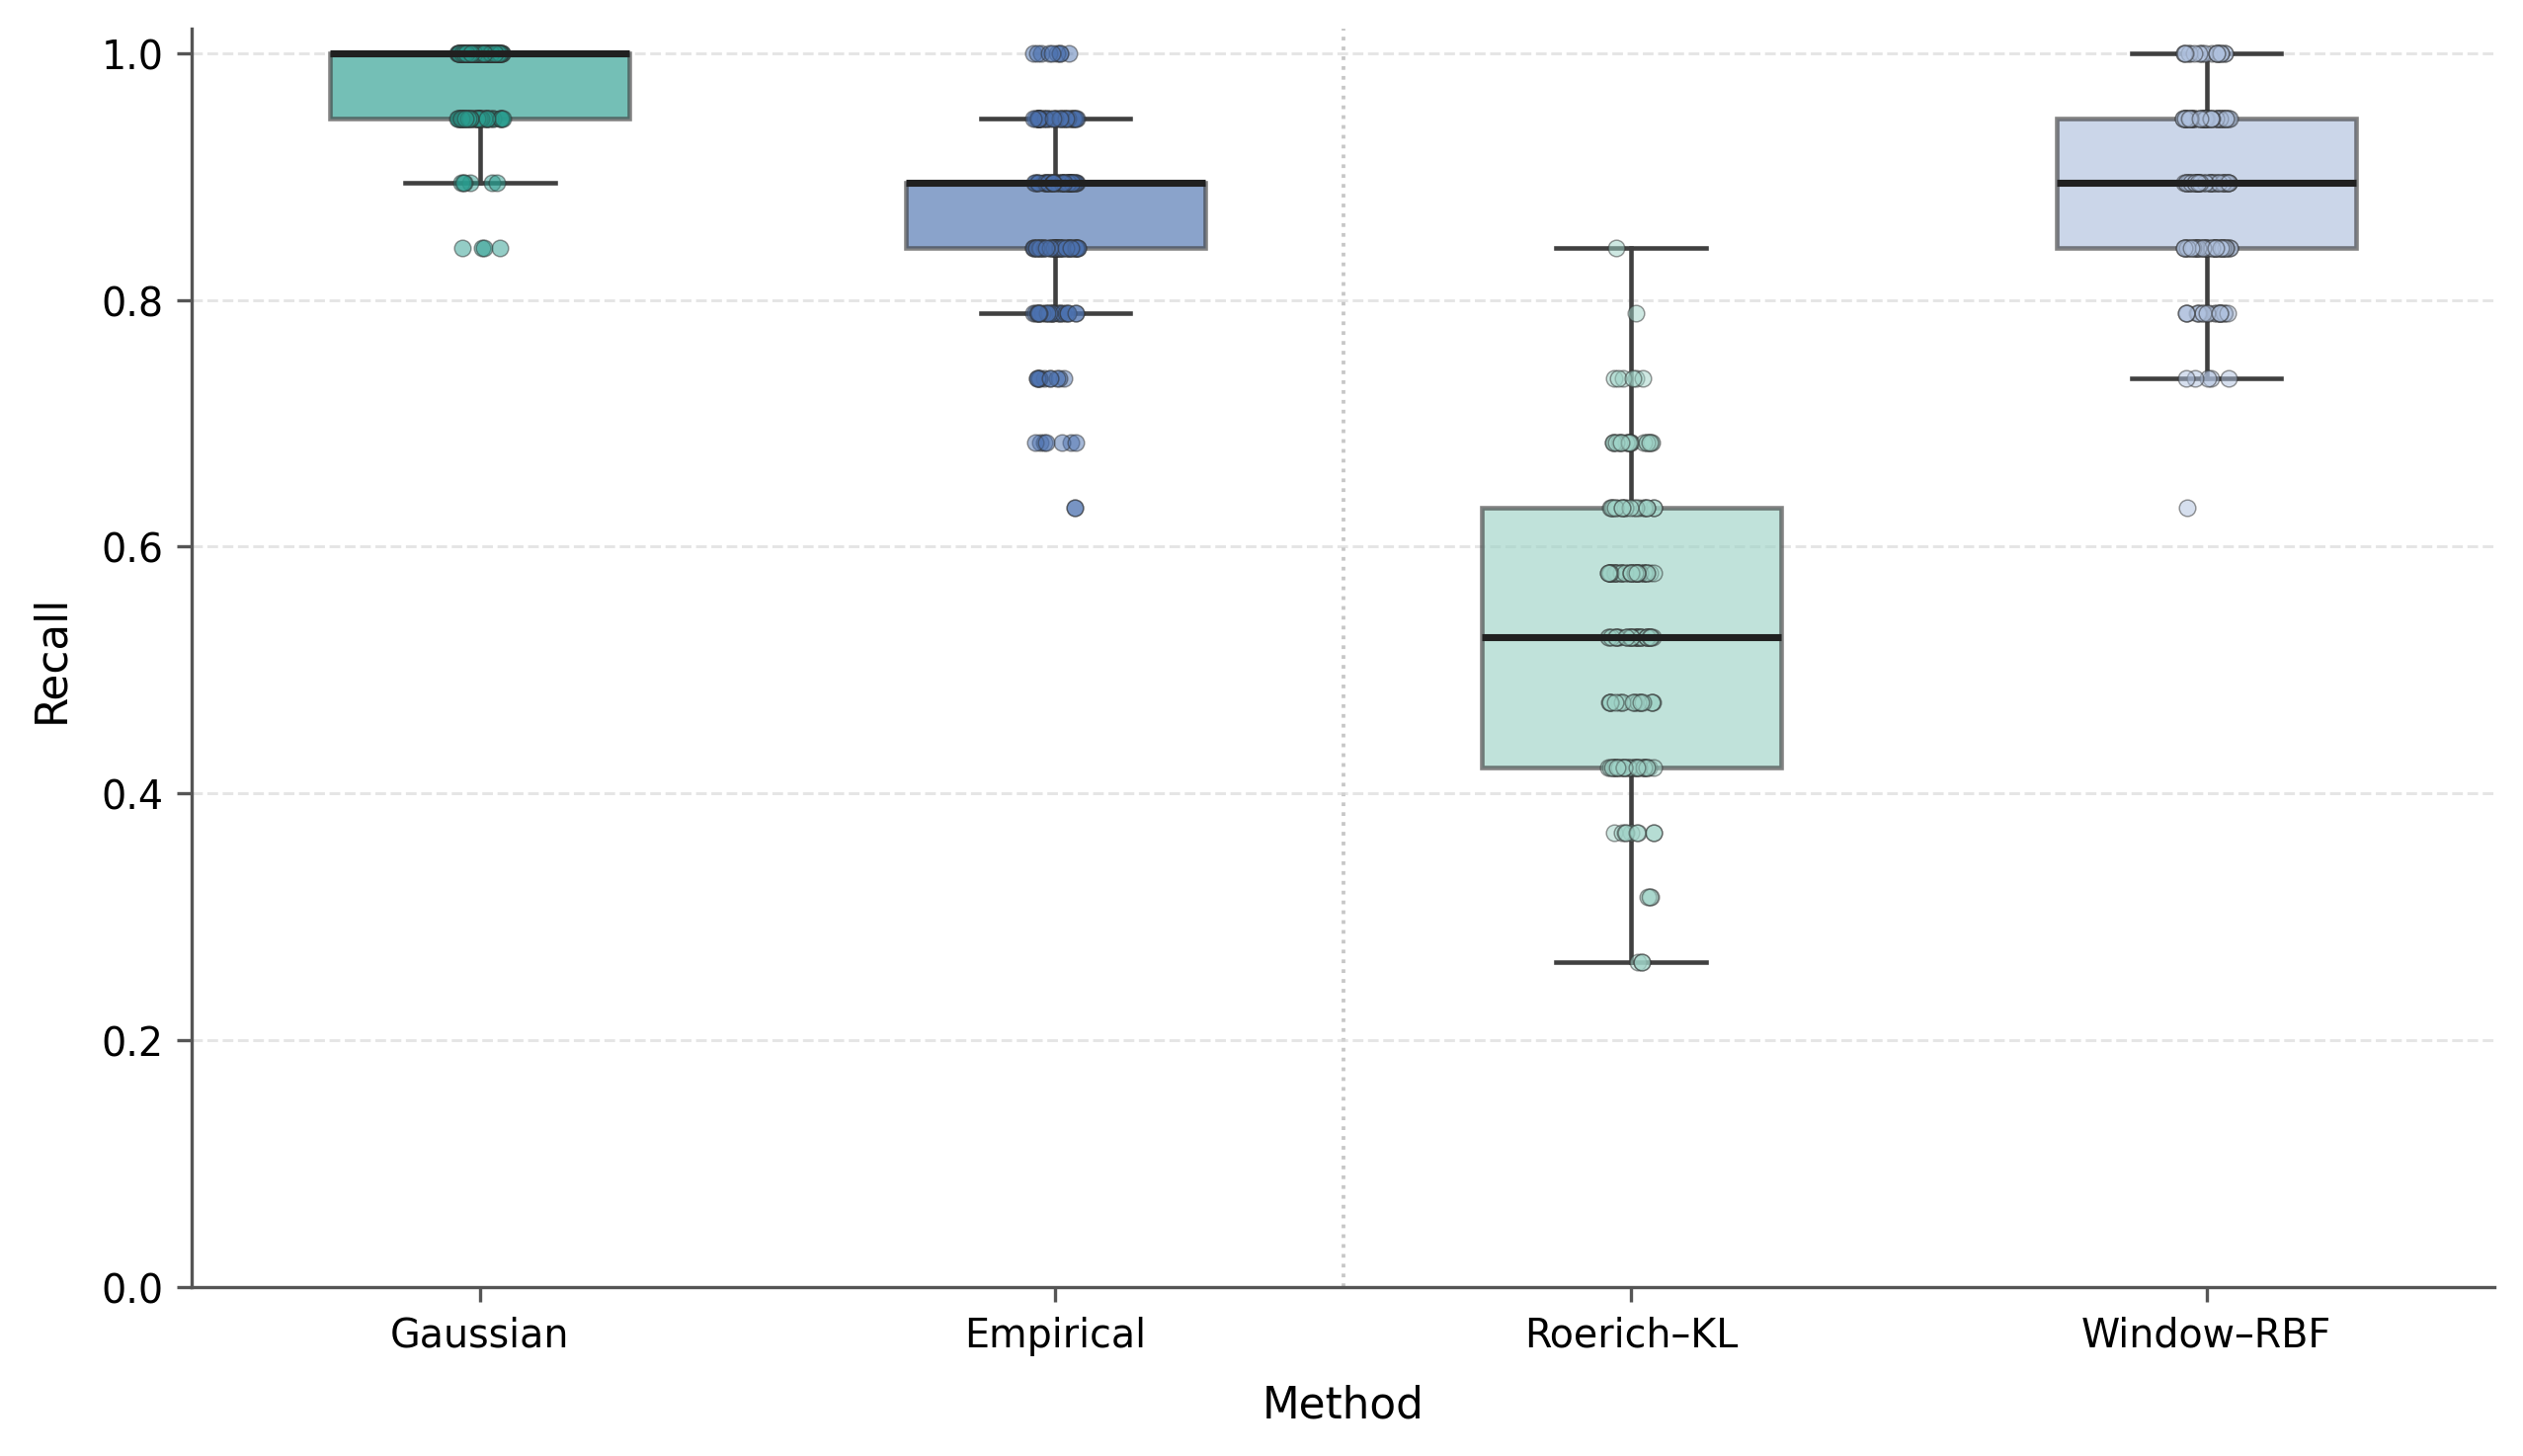 1.0
0.8
0.6
0.4
0.2
0.0
Recall
Gaussian
Empirical
Roerich–KL
Window–RBF
Method